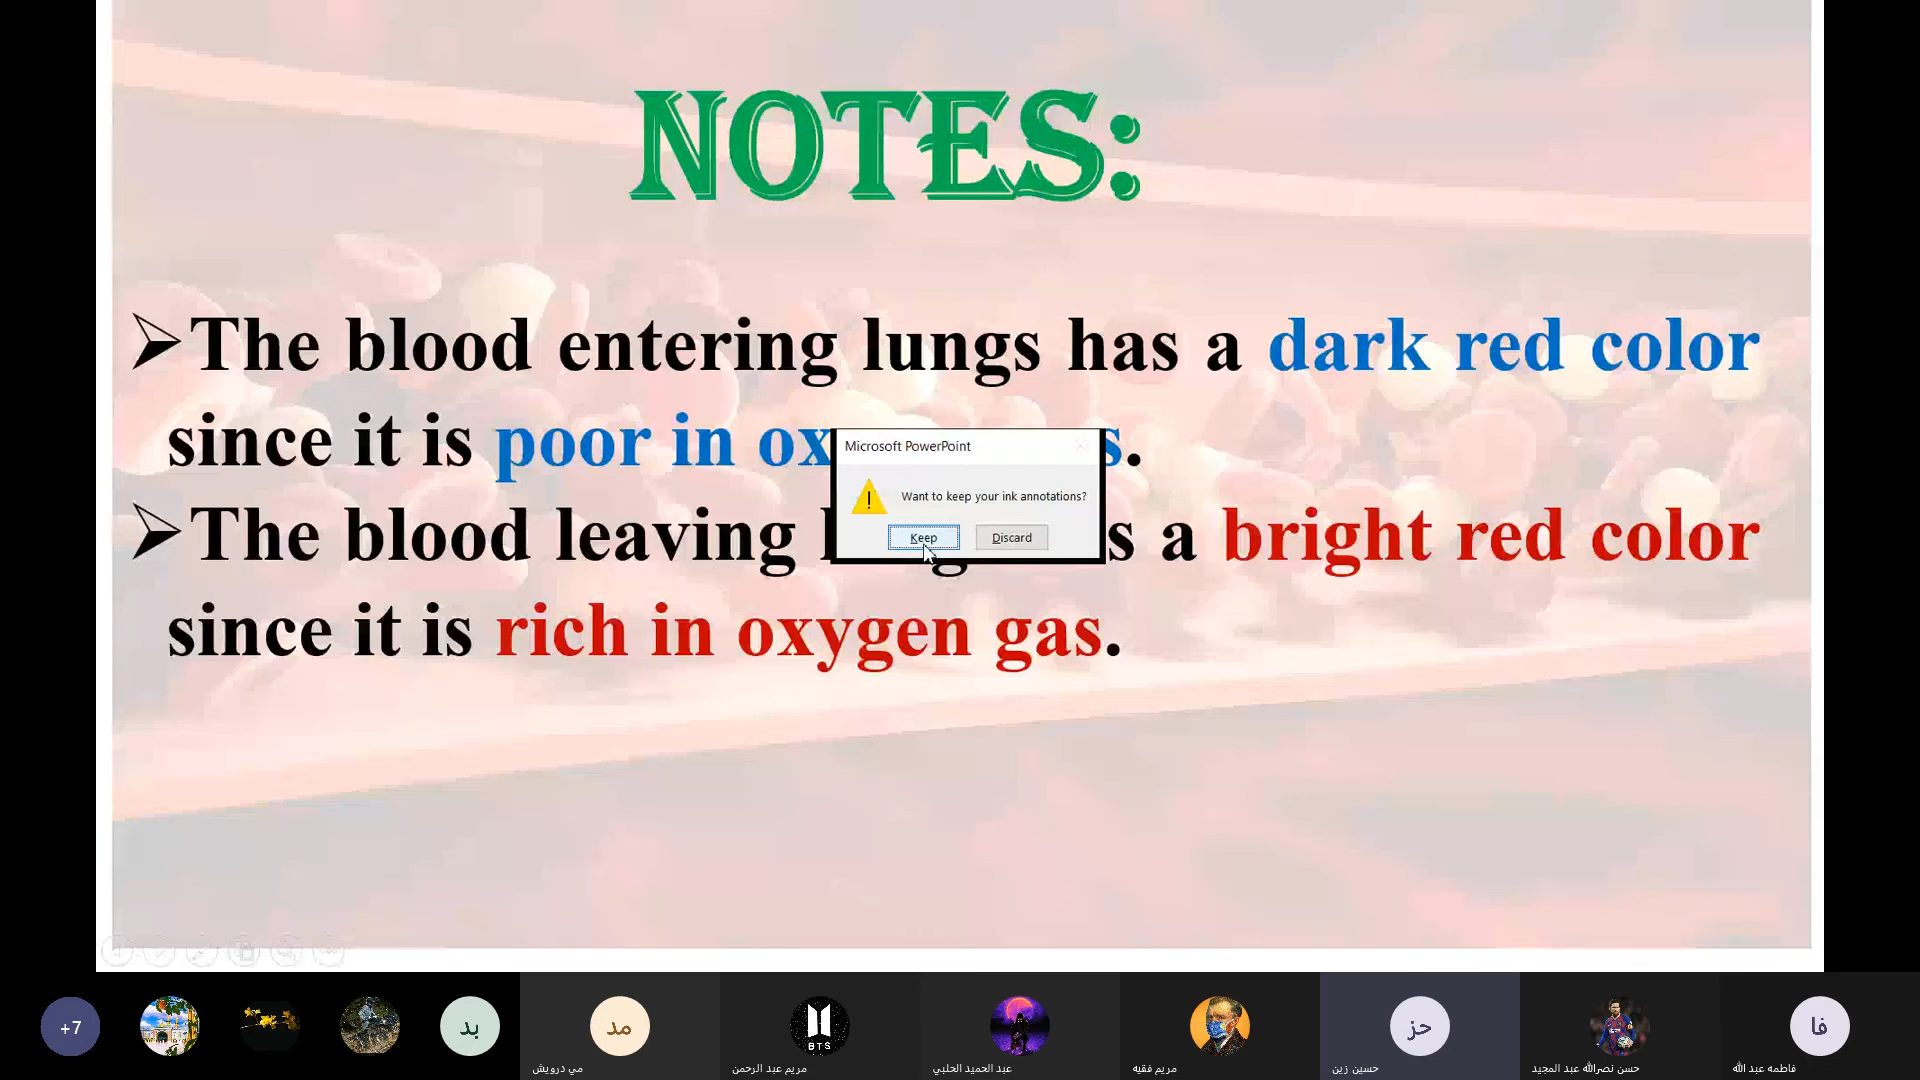 NOTES:
➢The blood entering lungs has a dark red color
since it is poor in ox s.
➢The blood leaving s a bright red color
since it is rich in oxygen gas.
Microsoft PowerPoint
Want to keep your ink annotations?
Keep Discard
+7
بد
مد
BTS
حز
فا
مي درويش
مريم عبد الرحمن
عبد الحميد الحلبي
مريم فقيه
حسين زين
حسن نصرالله عبد المجيد
فاطمه عبد الله